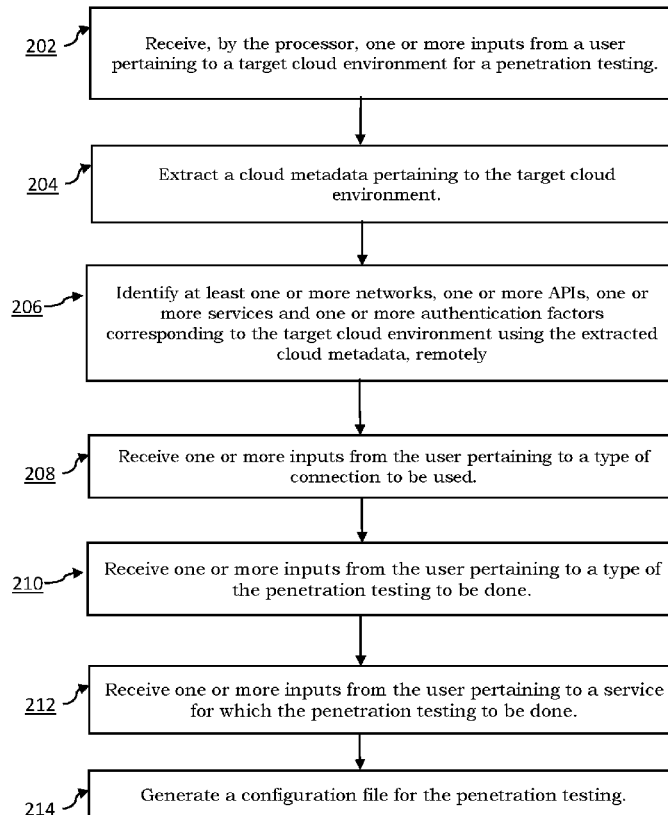 202
Receive, by the processor, one or more inputs from a user
pertaining to a target cloud environment for a penetration testing.
204
Extract a cloud metadata pertaining to the target cloud
environment.
206
Identify at least one or more networks, one or more APIs, one or
more services and one or more authentication factors
corresponding to the target cloud environment using the extracted
cloud metadata, remotely
208
Receive one or more inputs from the user pertaining to a type of
connection to be used.
210
Receive one or more inputs from the user pertaining to a type of
the penetration testing to be done.
212
Receive one or more inputs from the user pertaining to a service
for which the penetration testing to be done.
214
Generate a configuration file for the penetration testing.